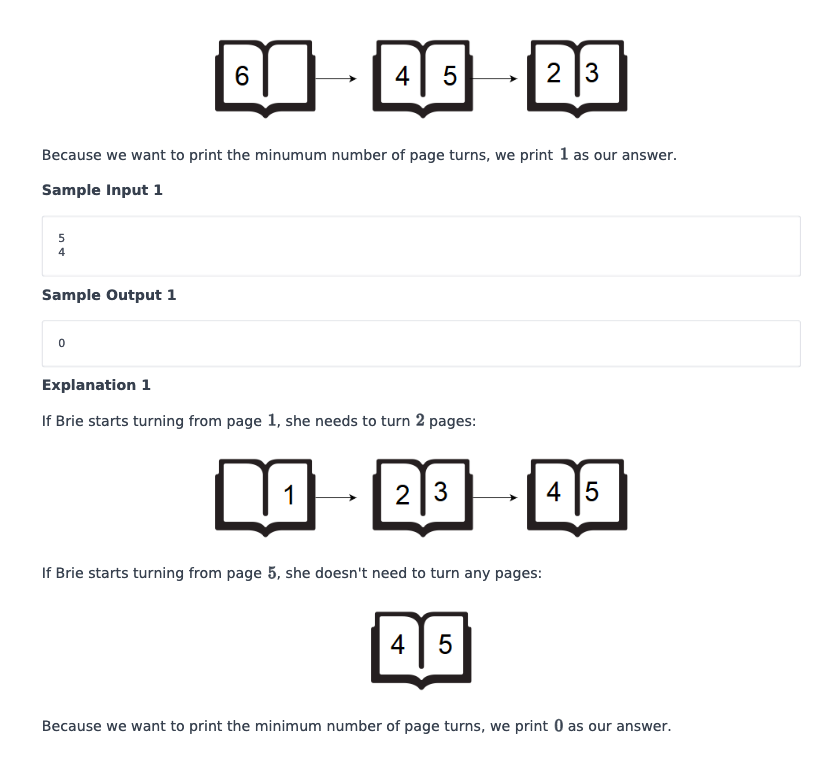 6 4 5 2 3
Because we want to print the minumum number of page turns, we print 1 as our answer.
Sample Input 1
5
4
Sample Output 1
0
Explanation 1
If Brie starts turning from page 1, she needs to turn 2 pages:
1 2 3 4 5
If Brie starts turning from page 5, she doesn't need to turn any pages:
4 5
Because we want to print the minimum number of page turns, we print 0 as our answer.